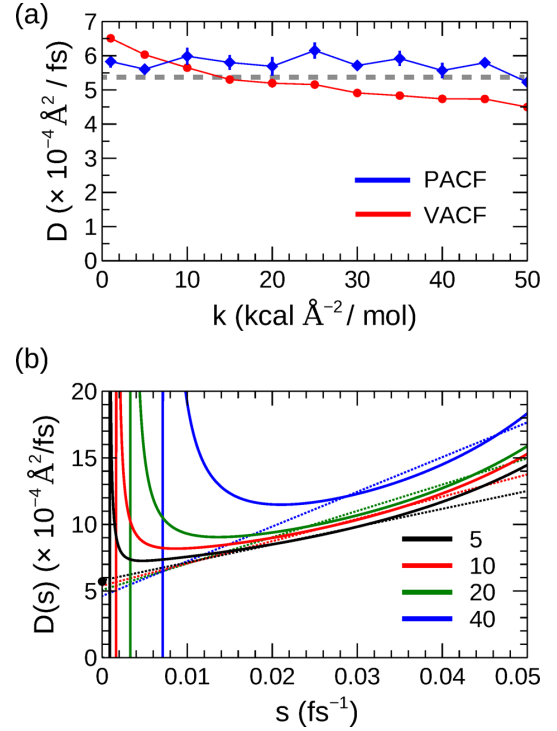 (a)
D (× 10⁻⁴ Å² / fs)
7
6
5
4
3
2
1
0
PACF
VACF
0 10 20 30 40 50
k (kcal Å⁻² / mol)
(b)
D(s) (× 10⁻⁴ Å²/fs)
20
15
10
5
0
5
10
20
40
0 0.01 0.02 0.03 0.04 0.05
s (fs⁻¹)